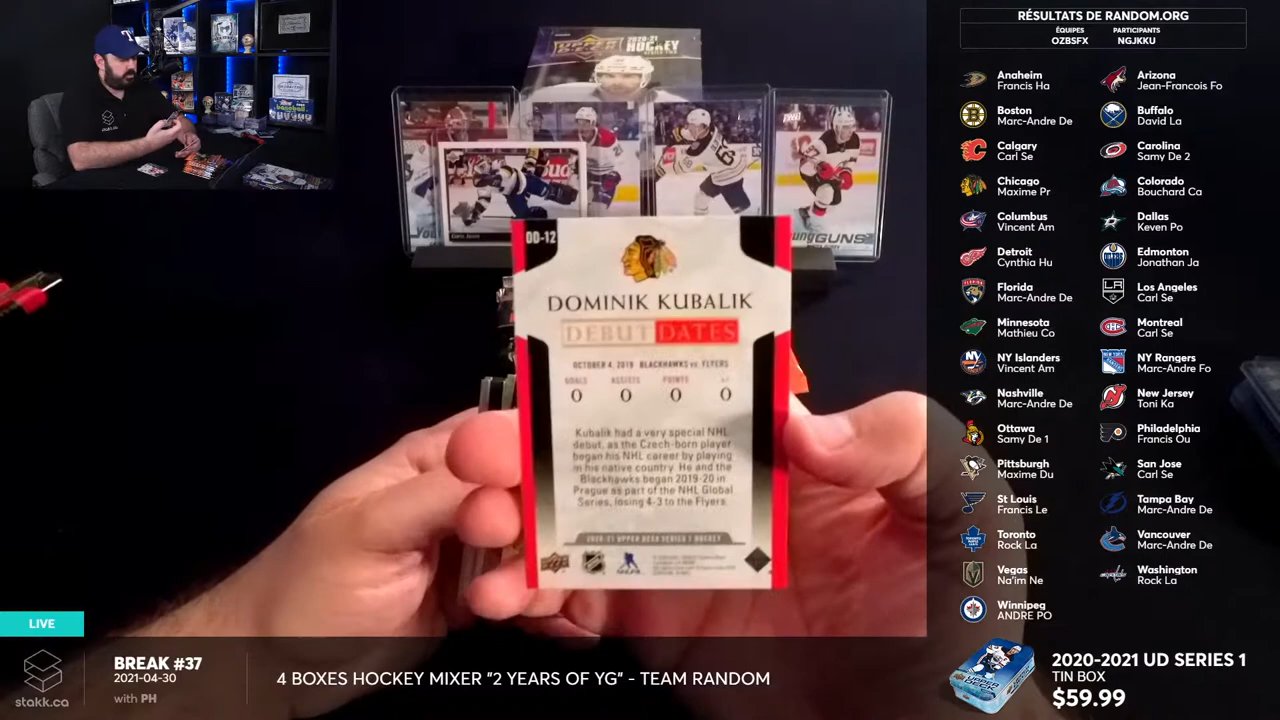 RÉSULTATS DE RANDOM.ORG
ÉQUIPES
OZBSFX
PARTICIPANTS
NGJKKU
Anaheim
Francis Ha
Arizona
Jean-Francois Fo
Boston
Marc-Andre De
Buffalo
David La
Calgary
Carl Se
Carolina
Samy De 2
Chicago
Maxime Pr
Colorado
Bouchard Ca
Columbus
Vincent Am
Dallas
Keven Po
Detroit
Cynthia Hu
Edmonton
Jonathan Ja
Florida
Marc-Andre De
Los Angeles
Carl Se
Minnesota
Mathieu Co
Montreal
Carl Se
NY Islanders
Vincent Am
NY Rangers
Marc-Andre Fo
Nashville
Marc-Andre De
New Jersey
Toni Ka
Ottawa
Samy De 1
Philadelphia
Francis Ou
Pittsburgh
Maxime Du
San Jose
Carl Se
St Louis
Francis Le
Tampa Bay
Marc-Andre De
Toronto
Rock La
Vancouver
Marc-Andre De
Vegas
Na'im Ne
Washington
Rock La
Winnipeg
ANDRE PO
2020-21
HOCKEY
UPPER DECK
DD-12
DOMINIK KUBALIK
DEBUT DATES
OCTOBER 4, 2019 BLACKHAWKS vs. FLYERS
GOALS ASSISTS POINTS +/-
0 0 0 0
Kubalik had a very special NHL
debut, as the Czech-born player
began his NHL career by playing
in his native country. He and the
Blackhawks began 2019-20 in
Prague as part of the NHL Global
Series, losing 4-3 to the Flyers.
2020-21 UPPER DECK SERIES 1 HOCKEY
ungGUNS
LIVE
stakk.ca
BREAK #37
2021-04-30
with PH
4 BOXES HOCKEY MIXER "2 YEARS OF YG" - TEAM RANDOM
2020-2021 UD SERIES 1
TIN BOX
$59.99